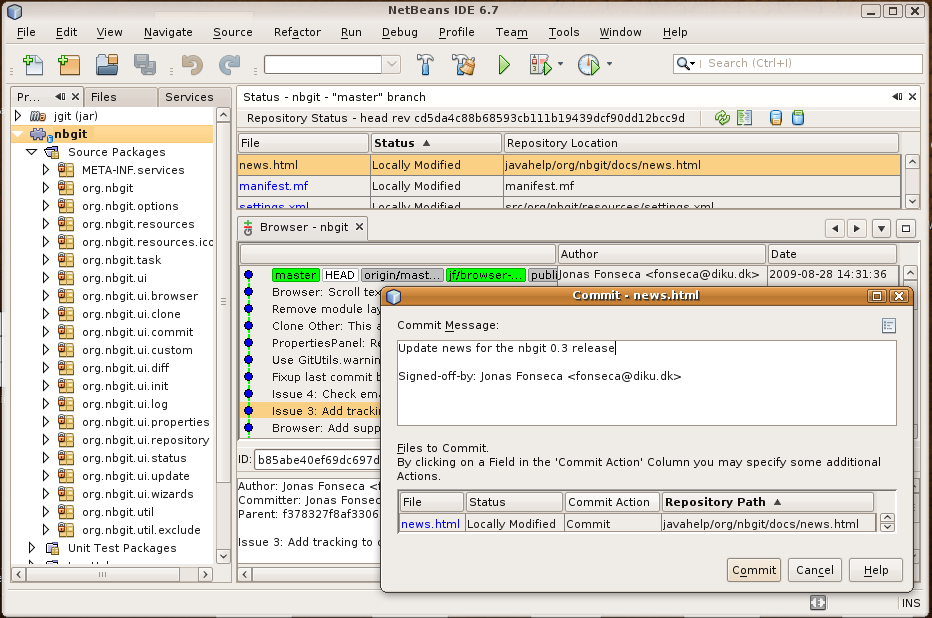 NetBeans IDE 6.7
File Edit View Navigate Source Refactor Run Debug Profile Team Tools Window Help
Search (Ctrl+I)
Pr... Files Services
jgit (jar)
nbgit
Source Packages
META-INF.services
org.nbgit
org.nbgit.options
org.nbgit.resources
org.nbgit.resources.icc
org.nbgit.task
org.nbgit.ui
org.nbgit.ui.browser
org.nbgit.ui.clone
org.nbgit.ui.commit
org.nbgit.ui.custom
org.nbgit.ui.diff
org.nbgit.ui.init
org.nbgit.ui.log
org.nbgit.ui.properties
org.nbgit.ui.repository
org.nbgit.ui.status
org.nbgit.ui.update
org.nbgit.ui.wizards
org.nbgit.util
org.nbgit.util.exclude
Unit Test Packages
Status - nbgit - "master" branch
Repository Status - head rev cd5da4c88b68593cb111b19439dcf90dd12bcc9d
File Status Repository Location
news.html Locally Modified javahelp/org/nbgit/docs/news.html
manifest.mf Locally Modified manifest.mf
settings.xml Locally Modified src/org/nbgit/resources/settings.xml
Browser - nbgit
Author Date
master HEAD origin/mast... jf/browser-... publi Jonas Fonseca <fonseca@diku.dk> 2009-08-28 14:31:36
Browser: Scroll tex
Remove module lay
Clone Other: This a
PropertiesPanel: Re
Use GitUtils.warnin
Fixup last commit b
Issue 4: Check ema
Issue 3: Add trackin
Browser: Add supp
ID: b85abe40ef69dc697d
Author: Jonas Fonseca <
Committer: Jonas Fonsec
Parent: f378327f8af3306
Issue 3: Add tracking to c
Commit - news.html
Commit Message:
Update news for the nbgit 0.3 release
Signed-off-by: Jonas Fonseca <fonseca@diku.dk>
Files to Commit.
By clicking on a Field in the 'Commit Action' Column you may specify some additional
Actions.
File Status Commit Action Repository Path
news.html Locally Modified Commit javahelp/org/nbgit/docs/news.html
Commit Cancel Help
INS